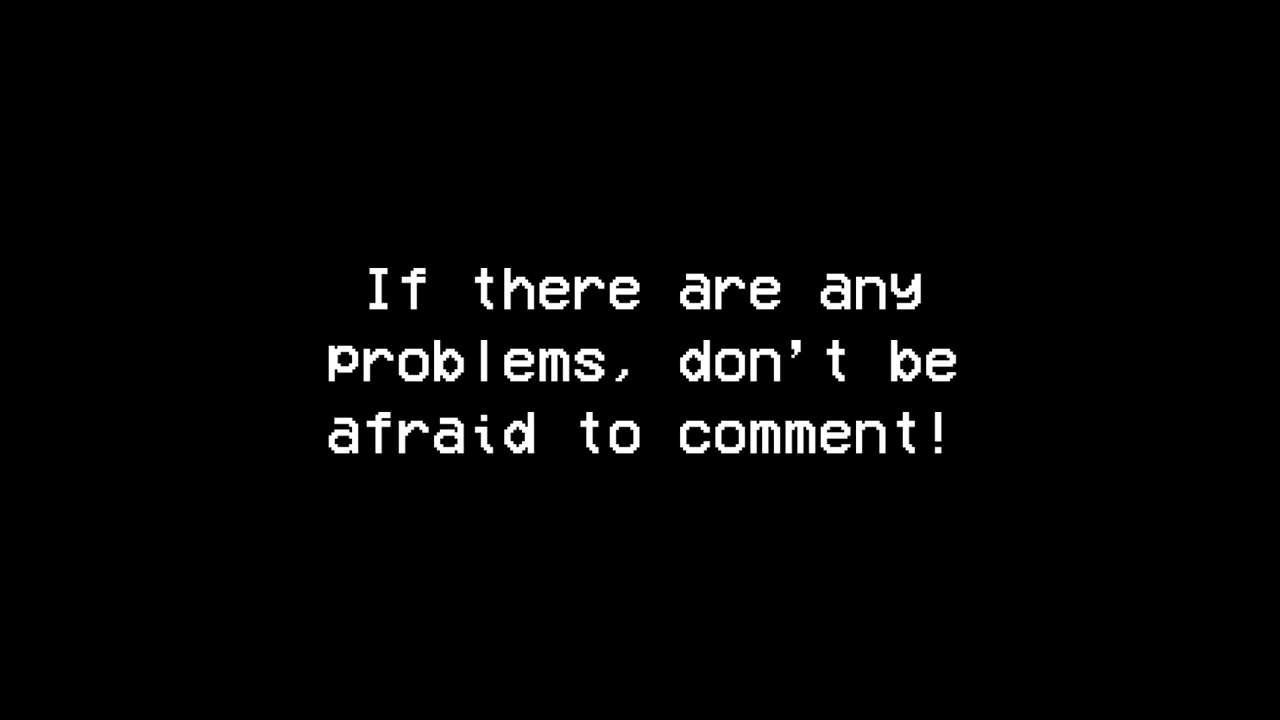 If there are any
problems, don't be
afraid to comment!